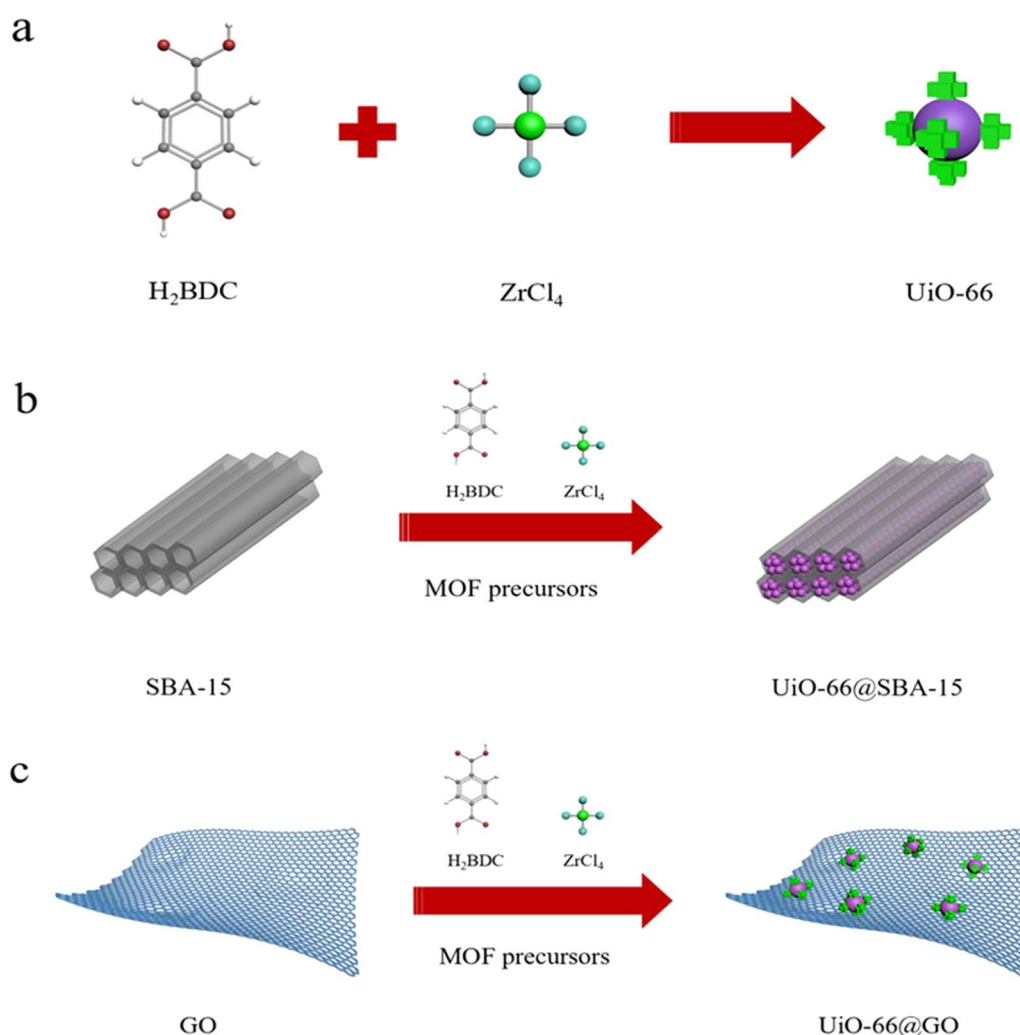 a
H₂BDC
ZrCl₄
UiO-66
b
H₂BDC
ZrCl₄
MOF precursors
SBA-15
UiO-66@SBA-15
c
H₂BDC
ZrCl₄
MOF precursors
GO
UiO-66@GO